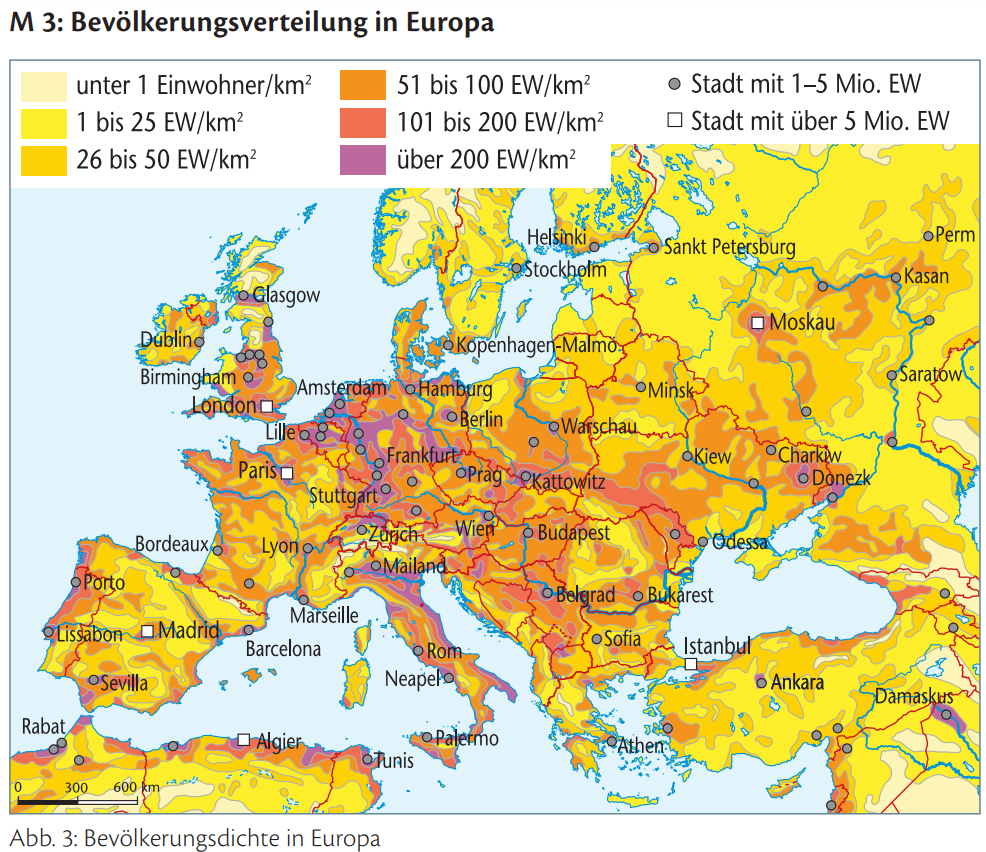 M 3: Bevölkerungsverteilung in Europa
unter 1 Einwohner/km²
1 bis 25 EW/km²
26 bis 50 EW/km²
51 bis 100 EW/km²
101 bis 200 EW/km²
über 200 EW/km²
Stadt mit 1–5 Mio. EW
Stadt mit über 5 Mio. EW
Helsinki
Sankt Petersburg
Perm
Stockholm
Kasan
Glasgow
Moskau
Dublin
Kopenhagen-Malmö
Birmingham
Amsterdam
Hamburg
Minsk
Saratow
London
Berlin
Lille
Warschau
Paris
Frankfurt
Prag
Kattowitz
Kiew
Charkiw
Donezk
Stuttgart
Zürich
Wien
Budapest
Odessa
Bordeaux
Lyon
Mailand
Porto
Marseille
Belgrad
Bukarest
Lissabon
Madrid
Barcelona
Rom
Sofia
Istanbul
Sevilla
Neapel
Ankara
Damaskus
Rabat
Algier
Palermo
Athen
Tunis
0 300 600 km
Abb. 3: Bevölkerungsdichte in Europa